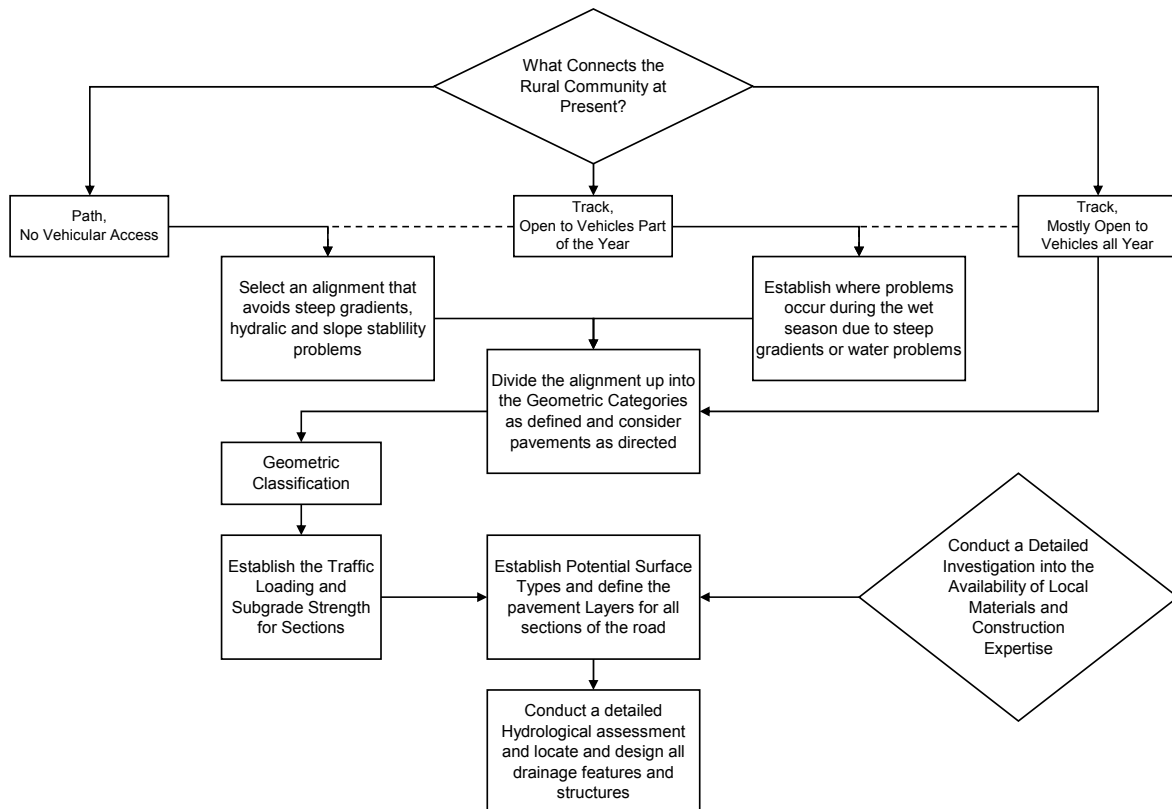 What Connects the
Rural Community at
Present?
Path,
No Vehicular Access
Track,
Open to Vehicles Part
of the Year
Track,
Mostly Open to
Vehicles all Year
Select an alignment that
avoids steep gradients,
hydralic and slope stablility
problems
Establish where problems
occur during the wet
season due to steep
gradients or water problems
Divide the alignment up into
the Geometric Categories
as defined and consider
pavements as directed
Geometric
Classification
Establish the Traffic
Loading and
Subgrade Strength
for Sections
Establish Potential Surface
Types and define the
pavement Layers for all
sections of the road
Conduct a Detailed
Investigation into the
Availability of Local
Materials and
Construction
Expertise
Conduct a detailed
Hydrological assessment
and locate and design all
drainage features and
structures